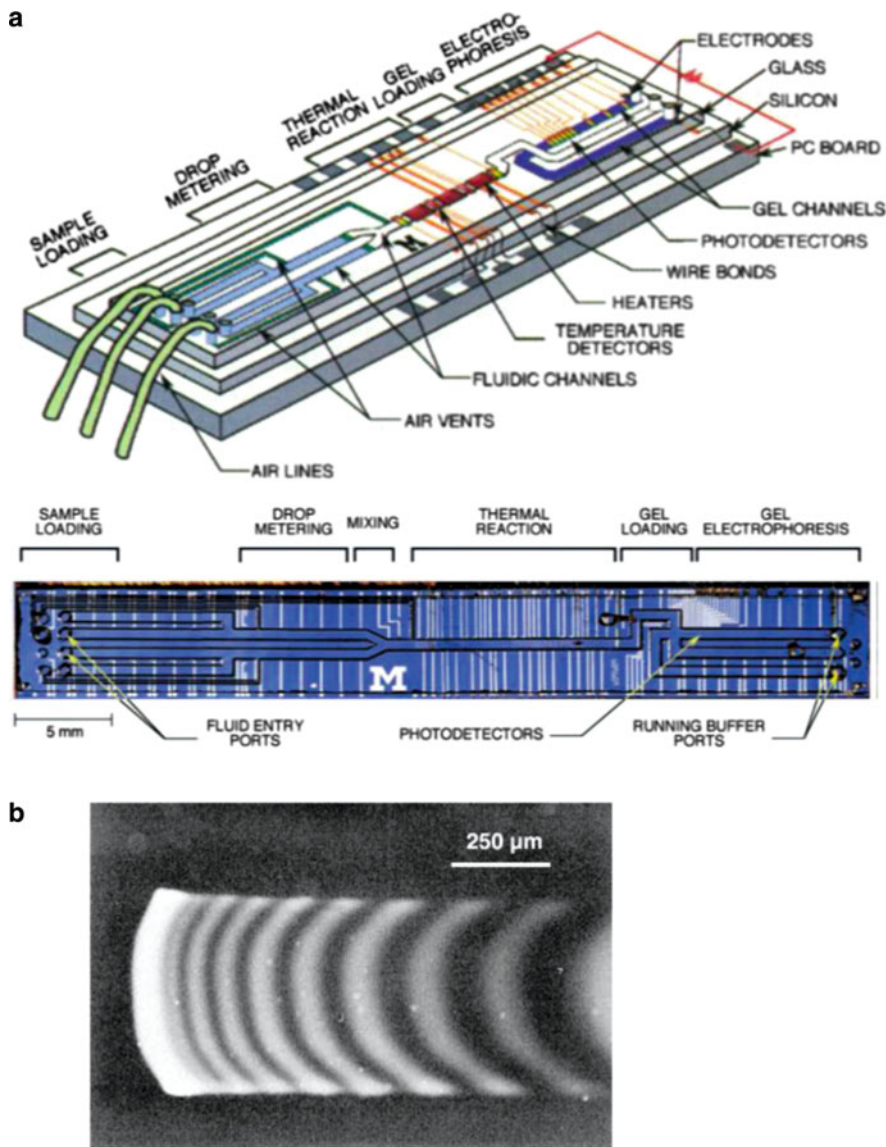 a
ELECTRO-
PHORESIS
GEL
LOADING
THERMAL
REACTION
DROP
METERING
SAMPLE
LOADING
ELECTRODES
GLASS
SILICON
PC BOARD
GEL CHANNELS
PHOTODETECTORS
WIRE BONDS
HEATERS
TEMPERATURE
DETECTORS
FLUIDIC CHANNELS
AIR VENTS
AIR LINES
SAMPLE
LOADING
DROP
METERING
MIXING
THERMAL
REACTION
GEL
LOADING
GEL
ELECTROPHORESIS
M
5 mm
FLUID ENTRY
PORTS
PHOTODETECTORS
RUNNING BUFFER
PORTS
b
250 µm